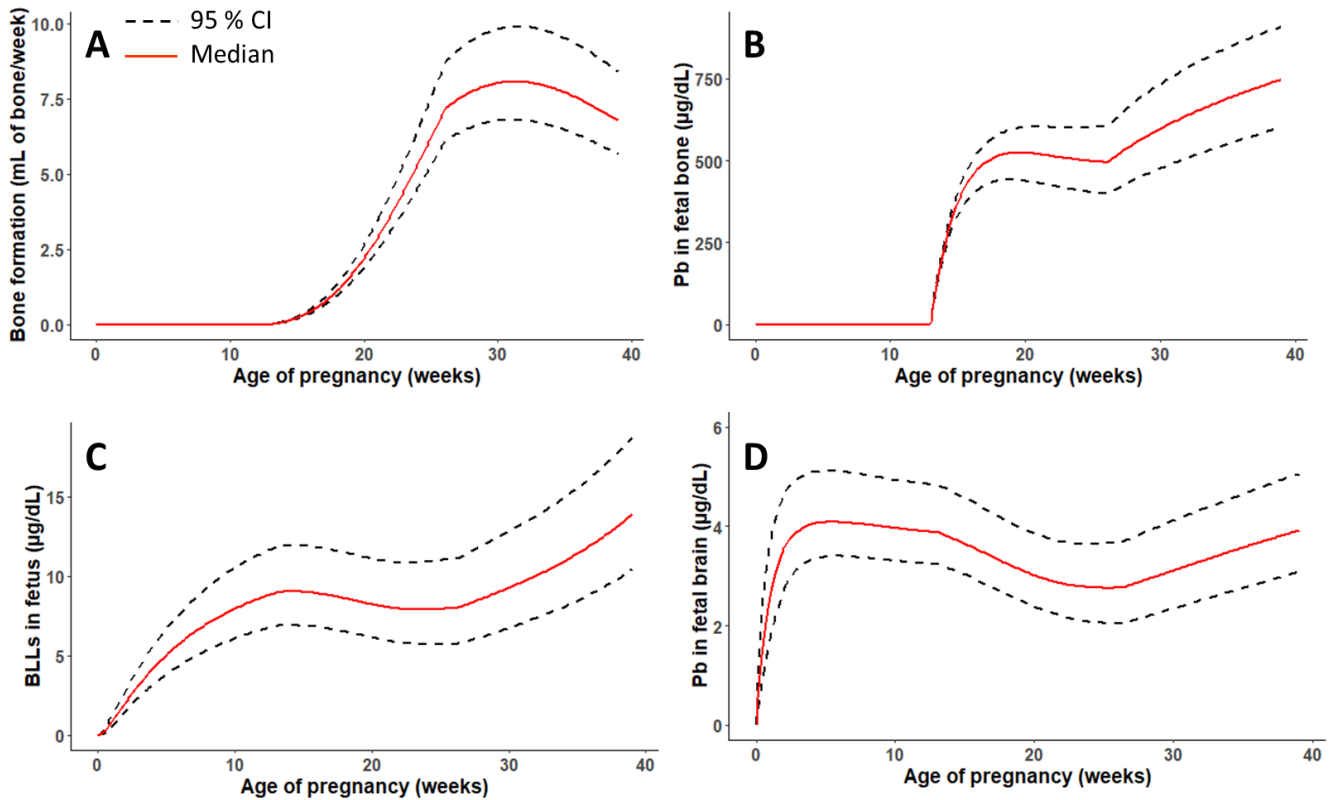 A
95 % CI
Median
10.0
7.5
5.0
2.5
0.0
Bone formation (mL of bone/week)
0 10 20 30 40
Age of pregnancy (weeks)
B
750
500
250
0
Pb in fetal bone (µg/dL)
0 10 20 30 40
Age of pregnancy (weeks)
C
15
10
5
0
BLLs in fetus (µg/dL)
0 10 20 30 40
Age of pregnancy (weeks)
D
6
4
2
0
Pb in fetal brain (µg/dL)
0 10 20 30 40
Age of pregnancy (weeks)